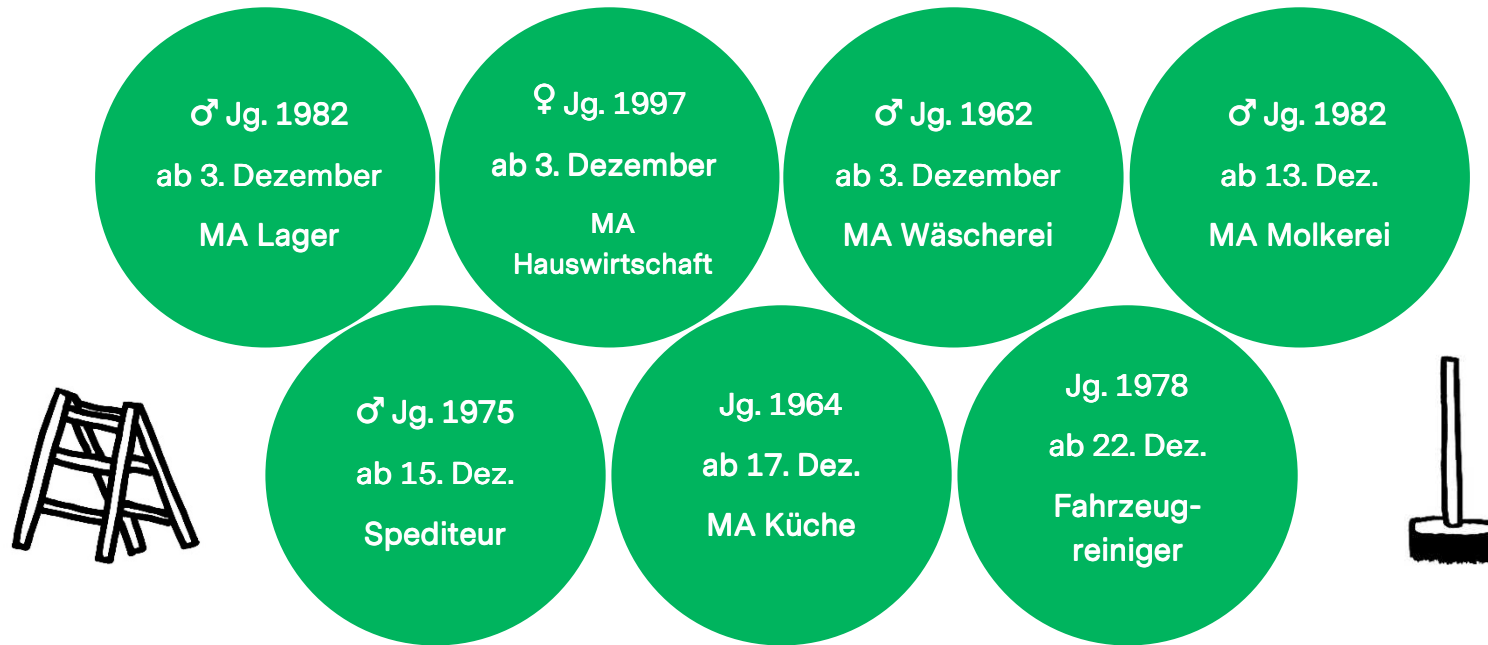 ♂ Jg. 1982
ab 3. Dezember
MA Lager
♀ Jg. 1997
ab 3. Dezember
MA
Hauswirtschaft
♂ Jg. 1962
ab 3. Dezember
MA Wäscherei
♂ Jg. 1982
ab 13. Dez.
MA Molkerei
♂ Jg. 1975
ab 15. Dez.
Spediteur
Jg. 1964
ab 17. Dez.
MA Küche
Jg. 1978
ab 22. Dez.
Fahrzeug-
reiniger